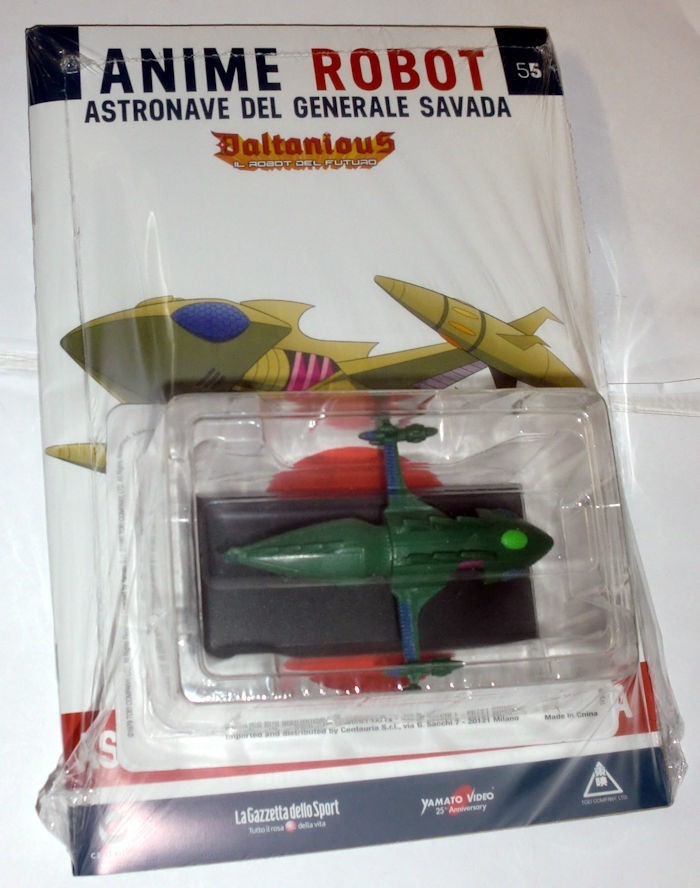 ANIME ROBOT
55
ASTRONAVE DEL GENERALE SAVADA
Daltanious
IL ROBOT DEL FUTURO
Imported and distributed by Centauria S.r.l., via G. Sanchi 7 - 20121 Milano
Made in China
La Gazzetta dello Sport
Tutto il rosa della vita
YAMATO VIDEO
25° Anniversary
TOEI COMPANY, LTD.